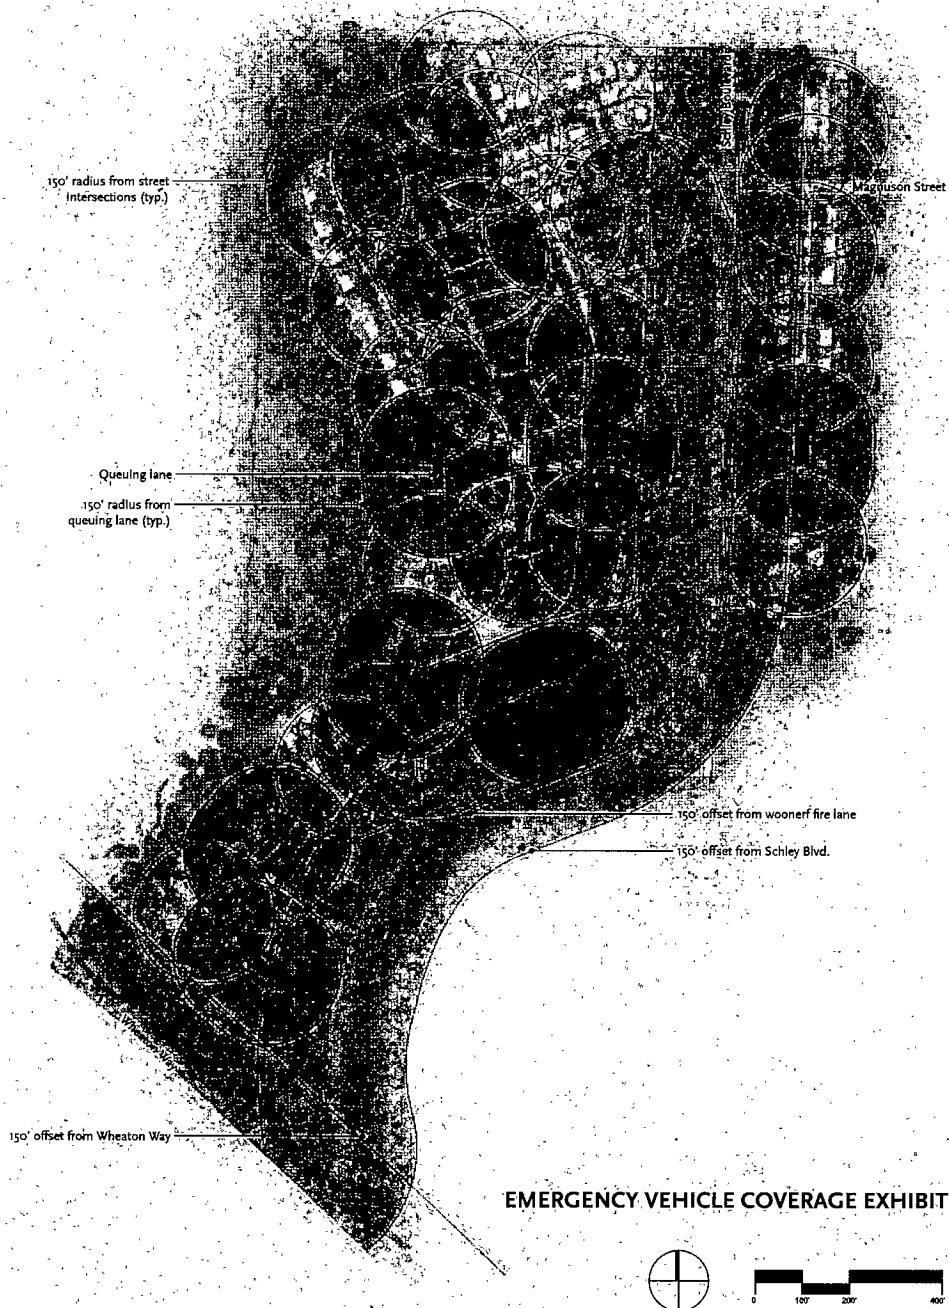 150' radius from street
intersections (typ.)
Magnuson Street
Queuing lane
150' radius from
queuing lane (typ.)
150' offset from woonerf fire lane
150' offset from Schley Blvd.
150' offset from Wheaton Way
EMERGENCY VEHICLE COVERAGE EXHIBIT
0 100' 200' 400'